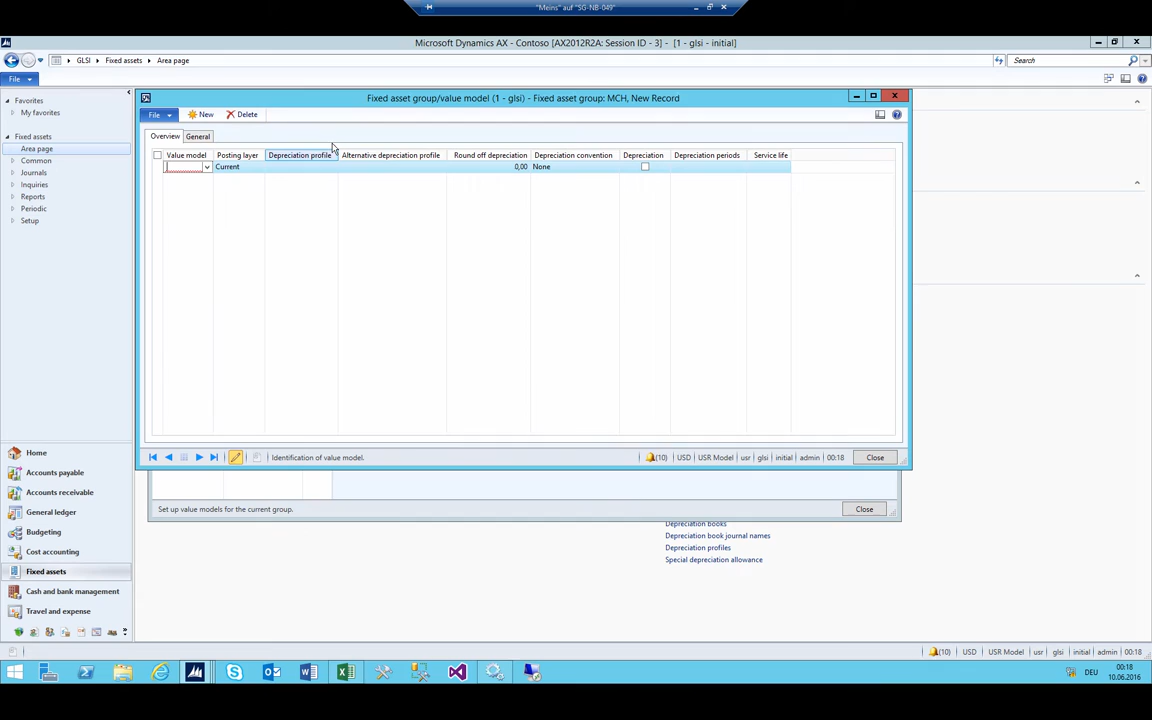 "Meins" auf "SG-NB-049"
Microsoft Dynamics AX - Contoso [AX2012R2A: Session ID - 3] - [1 - glsi - initial]
GLSI Fixed assets Area page Search
File
Favorites
My favorites
Fixed assets
Area page
Common
Journals
Inquiries
Reports
Periodic
Setup
Fixed asset group/value model (1 - glsi) - Fixed asset group: MCH, New Record
File New Delete
Overview General
Value model Posting layer Depreciation profile Alternative depreciation profile Round off depreciation Depreciation convention Depreciation Depreciation periods Service life
Current 0,00 None
Identification of value model. (10) USD USR Model usr glsi initial admin 00:18 Close
Set up value models for the current group. Close
Depreciation books
Depreciation book journal names
Depreciation profiles
Special depreciation allowance
Home
Accounts payable
Accounts receivable
General ledger
Budgeting
Cost accounting
Fixed assets
Cash and bank management
Travel and expense
(10) USD USR Model usr glsi initial admin 00:18
DEU 00:18
10.06.2016